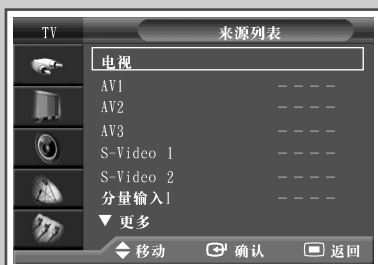 TV 来源列表
电视
AV1 － － － －
AV2 － － － －
AV3 － － － －
S-Video 1 － － － －
S-Video 2 － － － －
分量输入1 － － － －
▼ 更多
移动 确认 返回